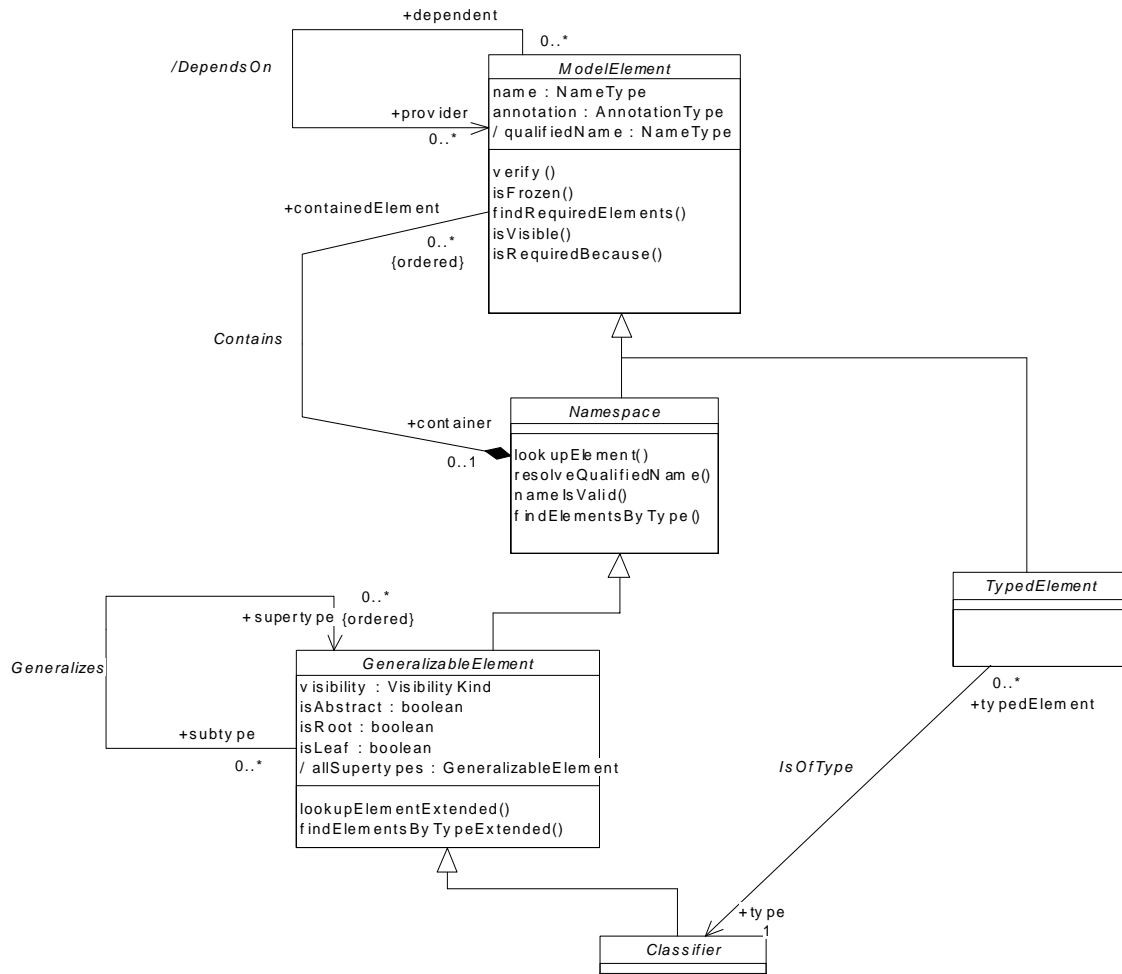 +dependent
0..*
/DependsOn
ModelElement
name : NameType
annotation : AnnotationType
/ qualifiedName : NameType
+provider
0..*
verify()
isFrozen()
findRequiredElements()
isVisible()
isRequiredBecause()
+containedElement
0..*
{ordered}
Contains
+container
0..1
Namespace
lookupElement()
resolveQualifiedName()
nameIsValid()
findElementsByType()
TypedElement
0..*
+typedElement
0..*
+supertype {ordered}
Generalizes
+subtype
0..*
GeneralizableElement
visibility : VisibilityKind
isAbstract : boolean
isRoot : boolean
isLeaf : boolean
/ allSupertypes : GeneralizableElement
lookupElementExtended()
findElementsByTypeExtended()
IsOfType
+type
1
Classifier